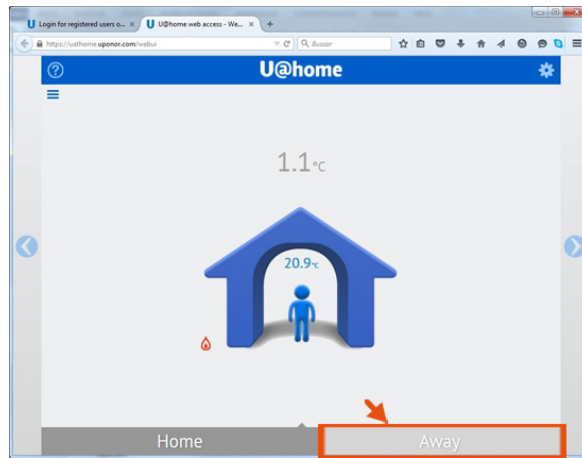 U Login for registered users o... × U U@home web access - We... × +
https://uathome.uponor.com/webui Buscar
U@home
1.1°C
20.9°C
Home Away